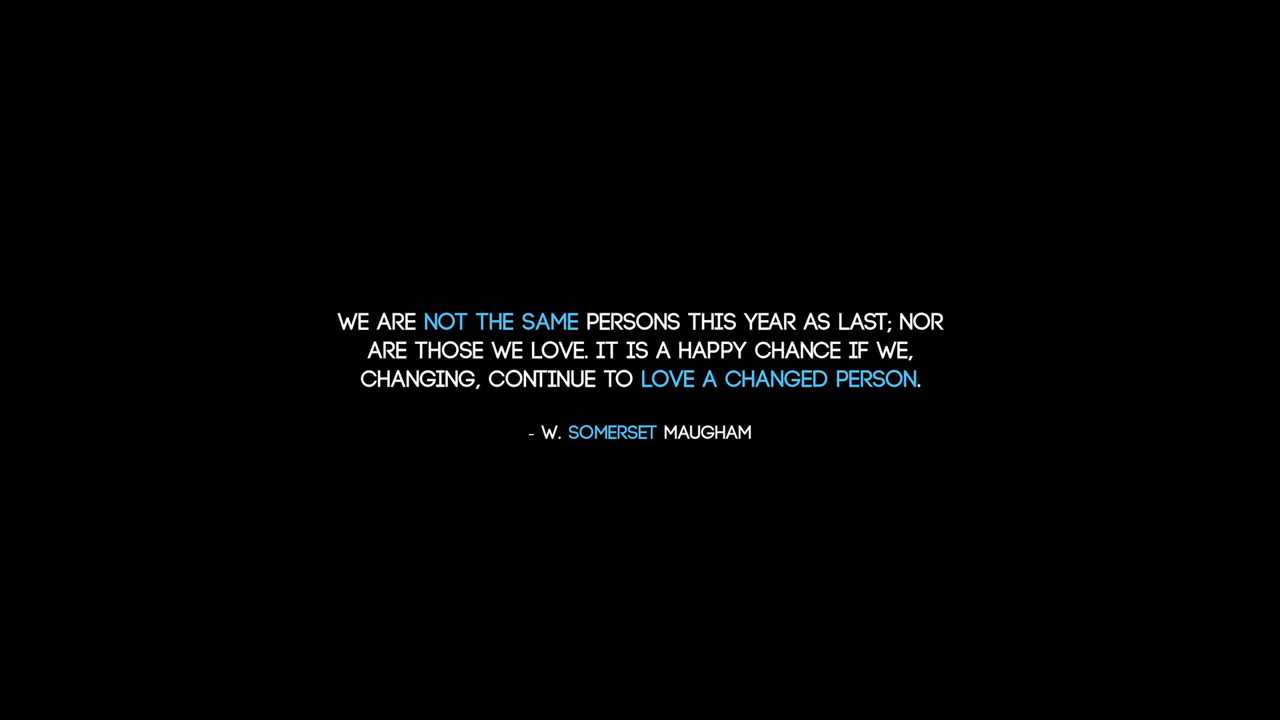 WE ARE NOT THE SAME PERSONS THIS YEAR AS LAST; NOR
ARE THOSE WE LOVE. IT IS A HAPPY CHANCE IF WE,
CHANGING, CONTINUE TO LOVE A CHANGED PERSON.
- W. SOMERSET MAUGHAM